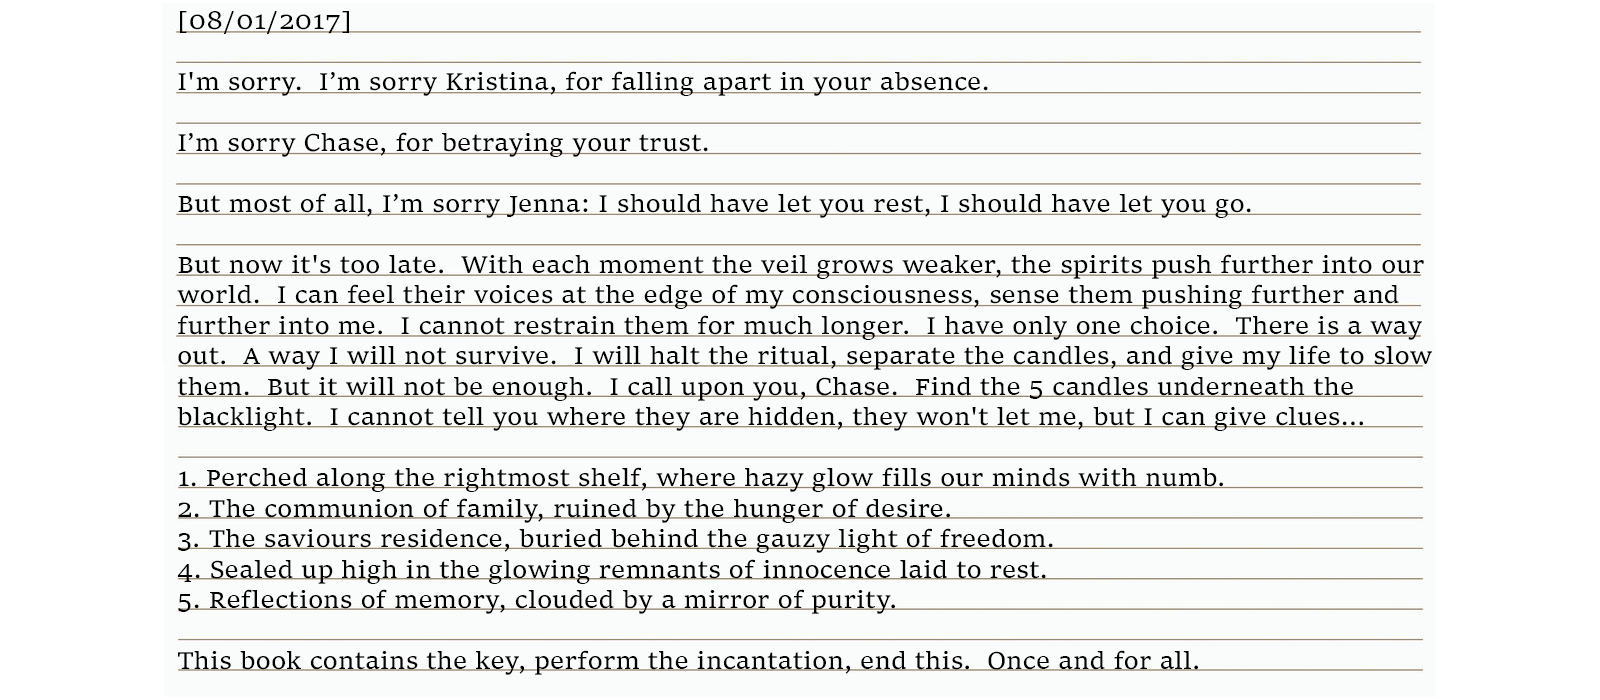 [08/01/2017]
I'm sorry.  I’m sorry Kristina, for falling apart in your absence.
I’m sorry Chase, for betraying your trust.
But most of all, I’m sorry Jenna: I should have let you rest, I should have let you go.
But now it's too late.  With each moment the veil grows weaker, the spirits push further into our
world.  I can feel their voices at the edge of my consciousness, sense them pushing further and
further into me.  I cannot restrain them for much longer.  I have only one choice.  There is a way
out.  A way I will not survive.  I will halt the ritual, separate the candles, and give my life to slow
them.  But it will not be enough.  I call upon you, Chase.  Find the 5 candles underneath the
blacklight.  I cannot tell you where they are hidden, they won't let me, but I can give clues...
1. Perched along the rightmost shelf, where hazy glow fills our minds with numb.
2. The communion of family, ruined by the hunger of desire.
3. The saviours residence, buried behind the gauzy light of freedom.
4. Sealed up high in the glowing remnants of innocence laid to rest.
5. Reflections of memory, clouded by a mirror of purity.
This book contains the key, perform the incantation, end this.  Once and for all.